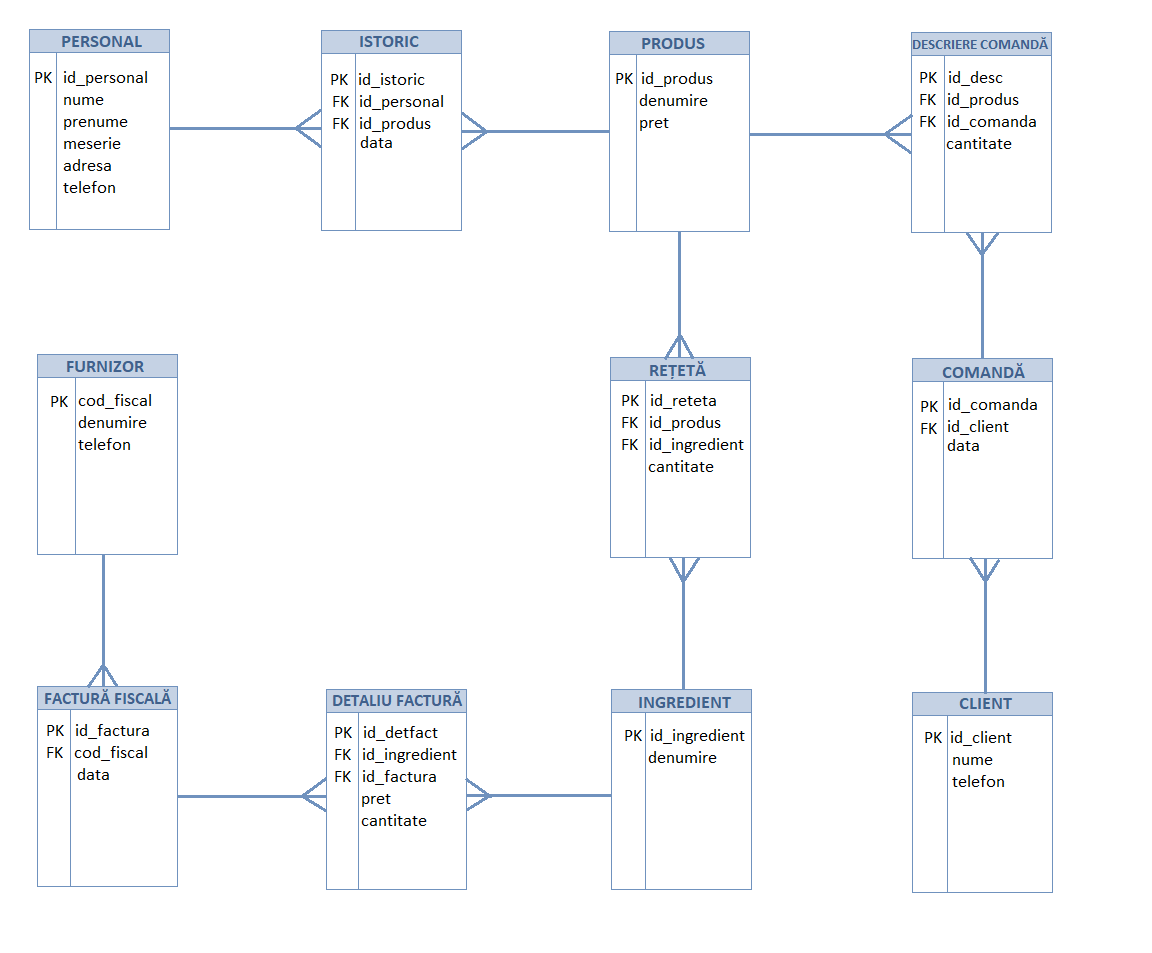 PERSONAL
PK id_personal
nume
prenume
meserie
adresa
telefon
ISTORIC
PK id_istoric
FK id_personal
FK id_produs
data
PRODUS
PK id_produs
denumire
pret
DESCRIERE COMANDĂ
PK id_desc
FK id_produs
FK id_comanda
cantitate
FURNIZOR
PK cod_fiscal
denumire
telefon
REȚETĂ
PK id_reteta
FK id_produs
FK id_ingredient
cantitate
COMANDĂ
PK id_comanda
FK id_client
data
FACTURĂ FISCALĂ
PK id_factura
FK cod_fiscal
data
DETALIU FACTURĂ
PK id_detfact
FK id_ingredient
FK id_factura
pret
cantitate
INGREDIENT
PK id_ingredient
denumire
CLIENT
PK id_client
nume
telefon